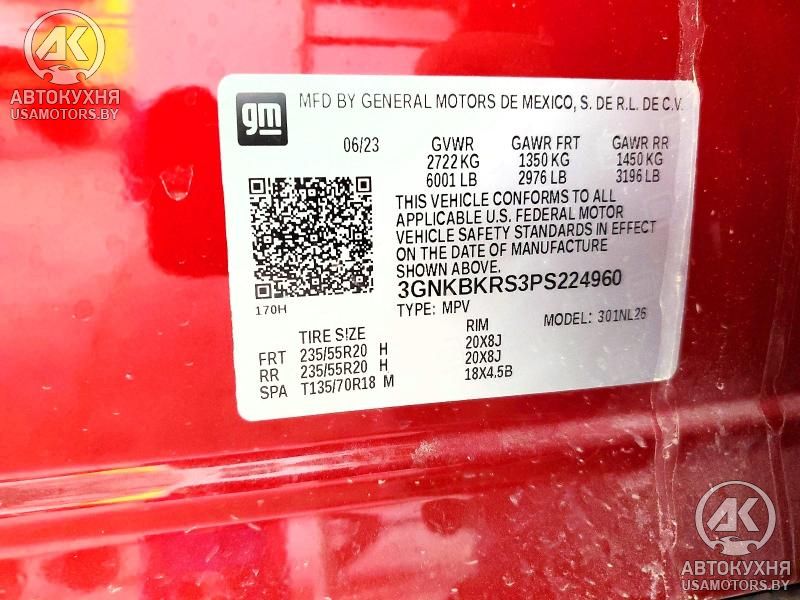 AK
АВТОКУХНЯ
USAMOTORS.BY
gm
MFD BY GENERAL MOTORS DE MEXICO, S. DE R.L. DE C.V.
06/23 GVWR GAWR FRT GAWR RR
2722 KG 1350 KG 1450 KG
6001 LB 2976 LB 3196 LB
THIS VEHICLE CONFORMS TO ALL
APPLICABLE U.S. FEDERAL MOTOR
VEHICLE SAFETY STANDARDS IN EFFECT
ON THE DATE OF MANUFACTURE
SHOWN ABOVE.
3GNKBKRS3PS224960
170H
TYPE: MPV MODEL: 301NL26
TIRE SIZE RIM
FRT 235/55R20 H 20X8J
RR 235/55R20 H 20X8J
SPA T135/70R18 M 18X4.5B
AK
АВТОКУХНЯ
USAMOTORS.BY